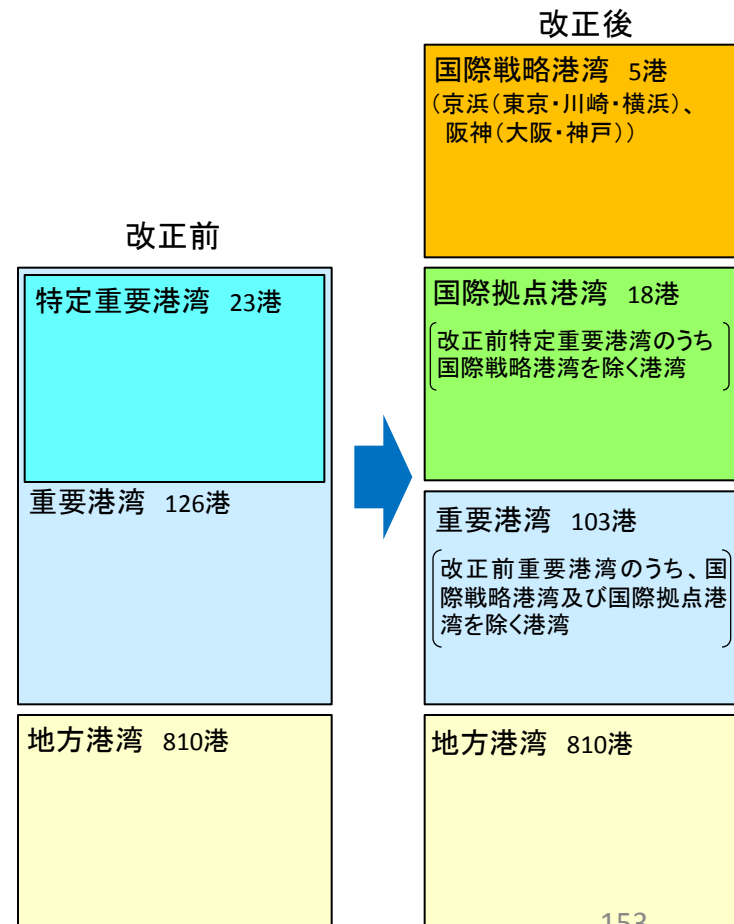 改正前
特定重要港湾 23港
重要港湾 126港
地方港湾 810港
改正後
国際戦略港湾 5港
(京浜(東京・川崎・横浜)、
阪神(大阪・神戸))
国際拠点港湾 18港
改正前特定重要港湾のうち
国際戦略港湾を除く港湾
重要港湾 103港
改正前重要港湾のうち、国
際戦略港湾及び国際拠点港
湾を除く港湾
地方港湾 810港
153